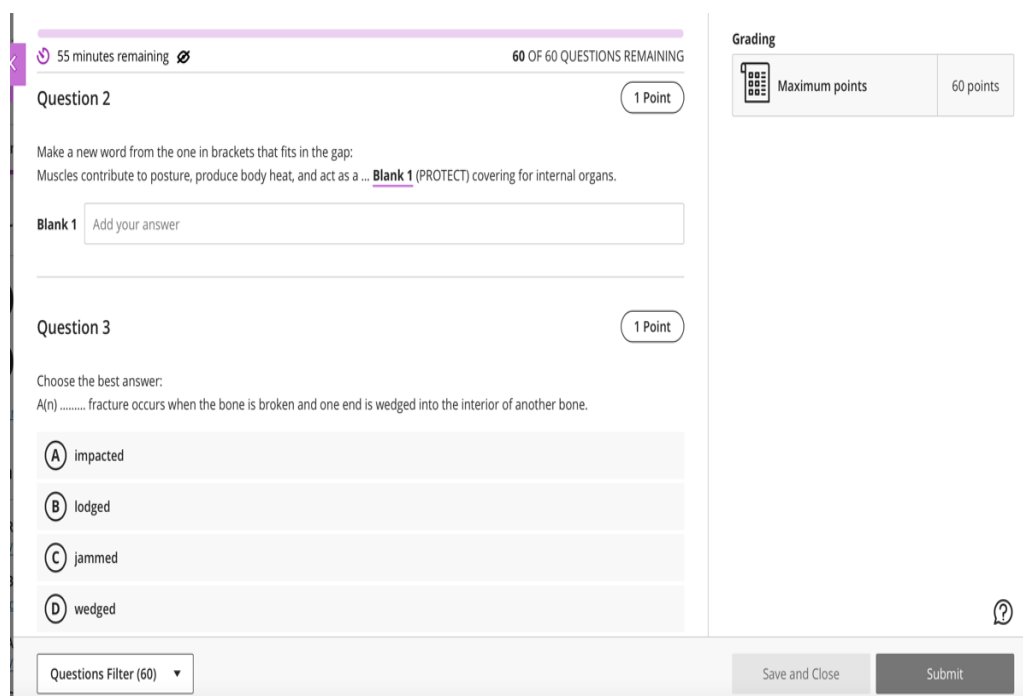 55 minutes remaining
60 OF 60 QUESTIONS REMAINING
Question 2
1 Point
Make a new word from the one in brackets that fits in the gap:
Muscles contribute to posture, produce body heat, and act as a ... Blank 1 (PROTECT) covering for internal organs.
Blank 1
Add your answer
Question 3
1 Point
Choose the best answer:
A(n) ......... fracture occurs when the bone is broken and one end is wedged into the interior of another bone.
A impacted
B lodged
C jammed
D wedged
Questions Filter (60)
Grading
Maximum points
60 points
Save and Close
Submit